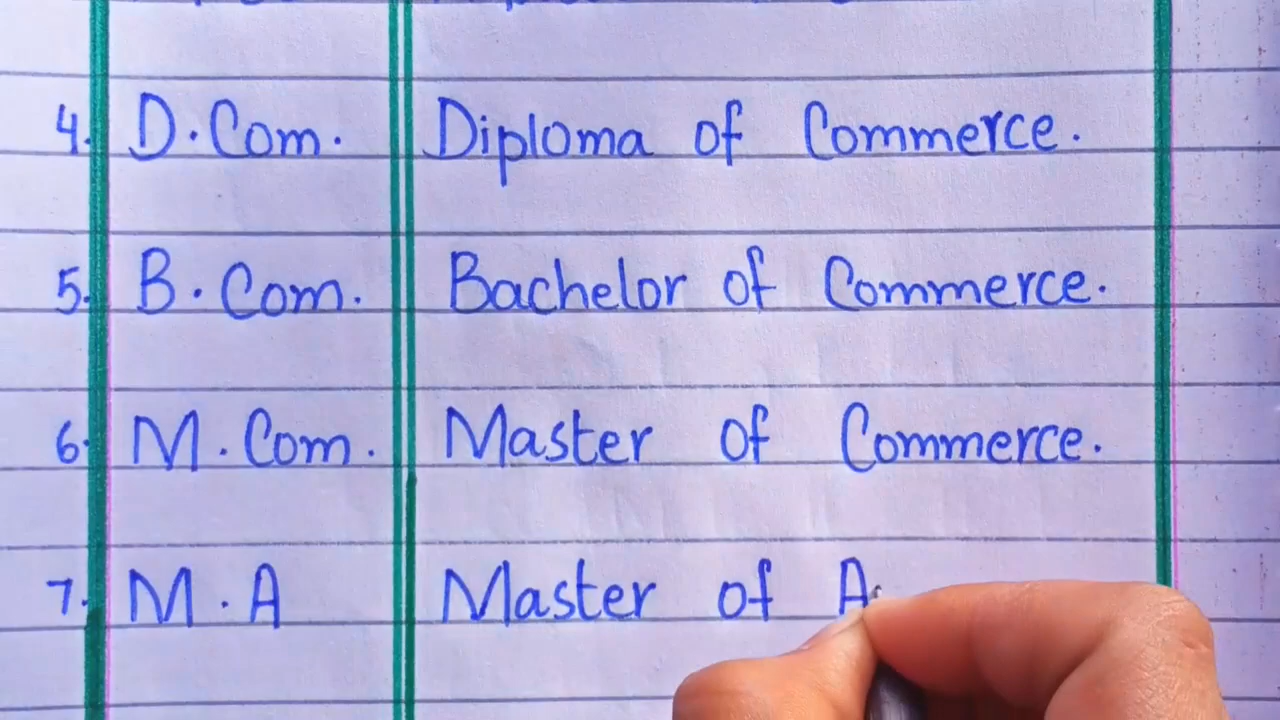 4. D.Com. Diploma of Commerce.
5. B.Com. Bachelor of Commerce.
6. M.Com. Master of Commerce.
7. M.A Master of A